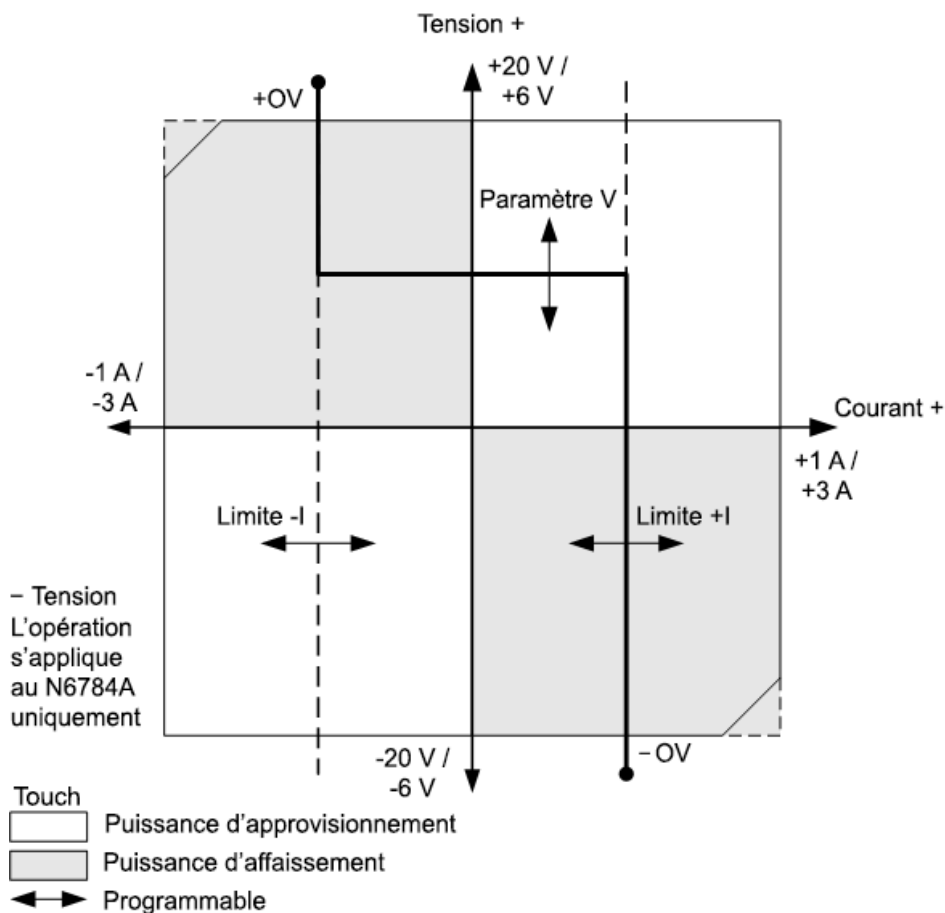 Tension +
+20 V /
+6 V
+OV
Paramètre V
-1 A /
-3 A
Courant +
+1 A /
+3 A
Limite -I
Limite +I
– Tension
L'opération
s'applique
au N6784A
uniquement
-20 V /
-6 V
– OV
Touch
Puissance d'approvisionnement
Puissance d'affaissement
Programmable